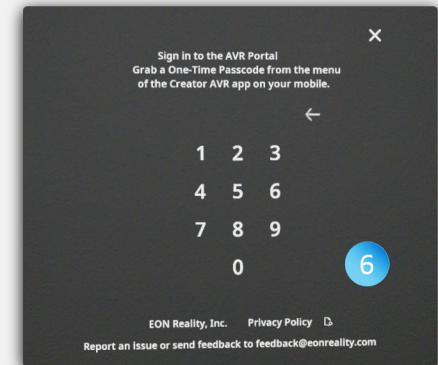 Sign in to the AVR Portal
Grab a One-Time Passcode from the menu
of the Creator AVR app on your mobile.
1 2 3
4 5 6
7 8 9
0
6
EON Reality, Inc. Privacy Policy
Report an issue or send feedback to feedback@eonreality.com